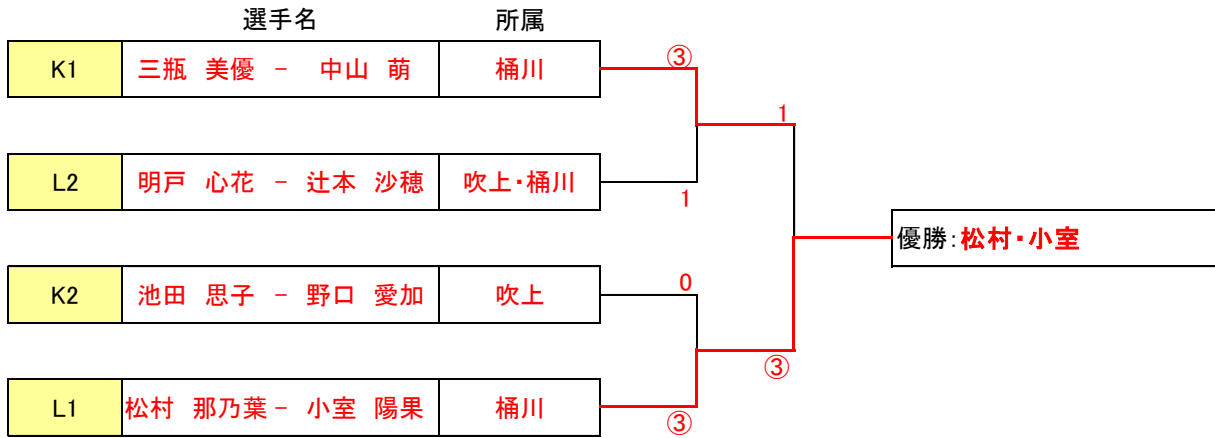 選手名 所属
K1 三瓶 美優 － 中山 萌 桶川 ③
1
L2 明戸 心花 － 辻本 沙穂 吹上・桶川 1
優勝：松村・小室
K2 池田 思子 － 野口 愛加 吹上 0
③
L1 松村 那乃葉 － 小室 陽果 桶川 ③